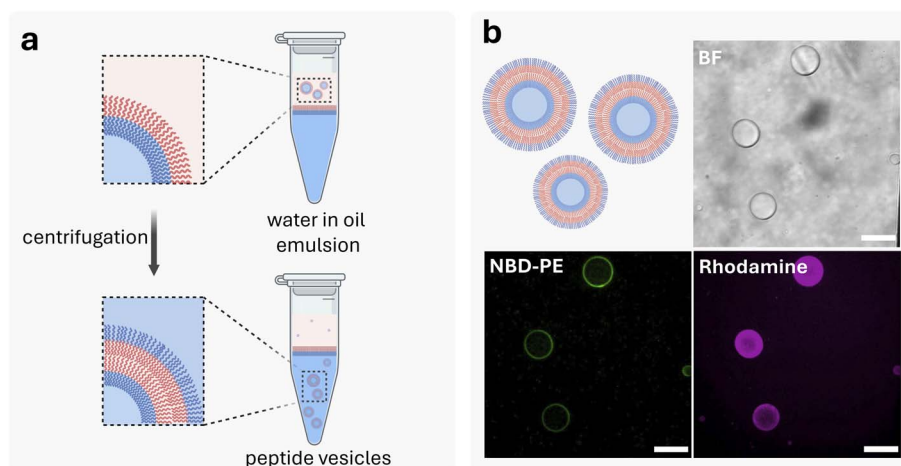 a
centrifugation
water in oil
emulsion
peptide vesicles
b
BF
NBD-PE
Rhodamine